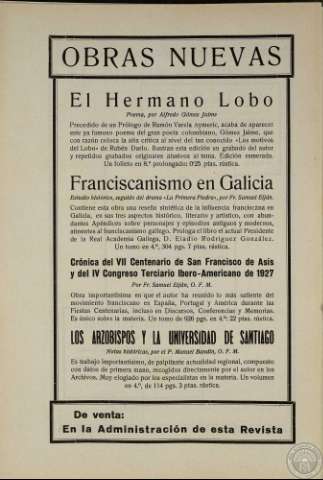 OBRAS NUEVAS
El Hermano Lobo
Poema, por Alfredo Gómez Jaime
Precedido de un Prólogo de Ramón Varela Aymeric, acaba de aparecer
este ya famoso poema del gran poeta colombiano, Gómez Jaime, que
con razón coloca la sña crítica al nivel del tan conocido «Los motivos
del Lobo» de Rubén Darío. Ilustran esta edición un grabado del autor
y repetidos grabados originales alusivos al tema. Edición esmerada.
Un folleto en 8.º prolongado; 0'25 ptas. rústica.
Franciscanismo en Galicia
Estudio histórico, seguido del drama «La Primera Piedra», por Fr. Samuel Eiján.
Contiene esta obra una reseña sintética de la influencia franciscana en
Galicia, en sus tres aspectos histórico, literario y artístico, con abun-
dantes Apéndices sobre personajes y episodios antiguos y modernos,
atinentes al franciscanismo gallego. Prologa el libro el actual Presidente
de la Real Academia Gallega, D. Eladio Rodríguez González.
Un tomo en 4.º, 304 pgs. 7 ptas. rústica.
Crónica del VII Centenario de San Francisco de Asís
y del IV Congreso Terciario Ibero-Americano de 1927
Por Fr. Samuel Eiján, O. F. M.
Obra importantísima en que el autor ha reunido lo más saliente del
movimiento franciscano en España, Portugal y América durante las
Fiestas Centenarias, incluso en Discursos, Conferencias y Memorias.
Es único sobre la materia. Un tomo de 926 pgs. en 4.º: 22 ptas. rústica.
LOS ARZOBISPOS Y LA UNIVERSIDAD DE SANTIAGO
Notas históricas, por el P. Manuel Bandín, O. F. M.
Es trabajo importantísimo, de palpitante actualidad regional, compuesto
con datos de primera mano, recogidos directamente por el autor en los
Archivos. Muy elogiado por los especialistas en la materia. Un volumen
en 4.º, de 114 pgs. 3 ptas. rústica.
De venta:
En la Administración de esta Revista